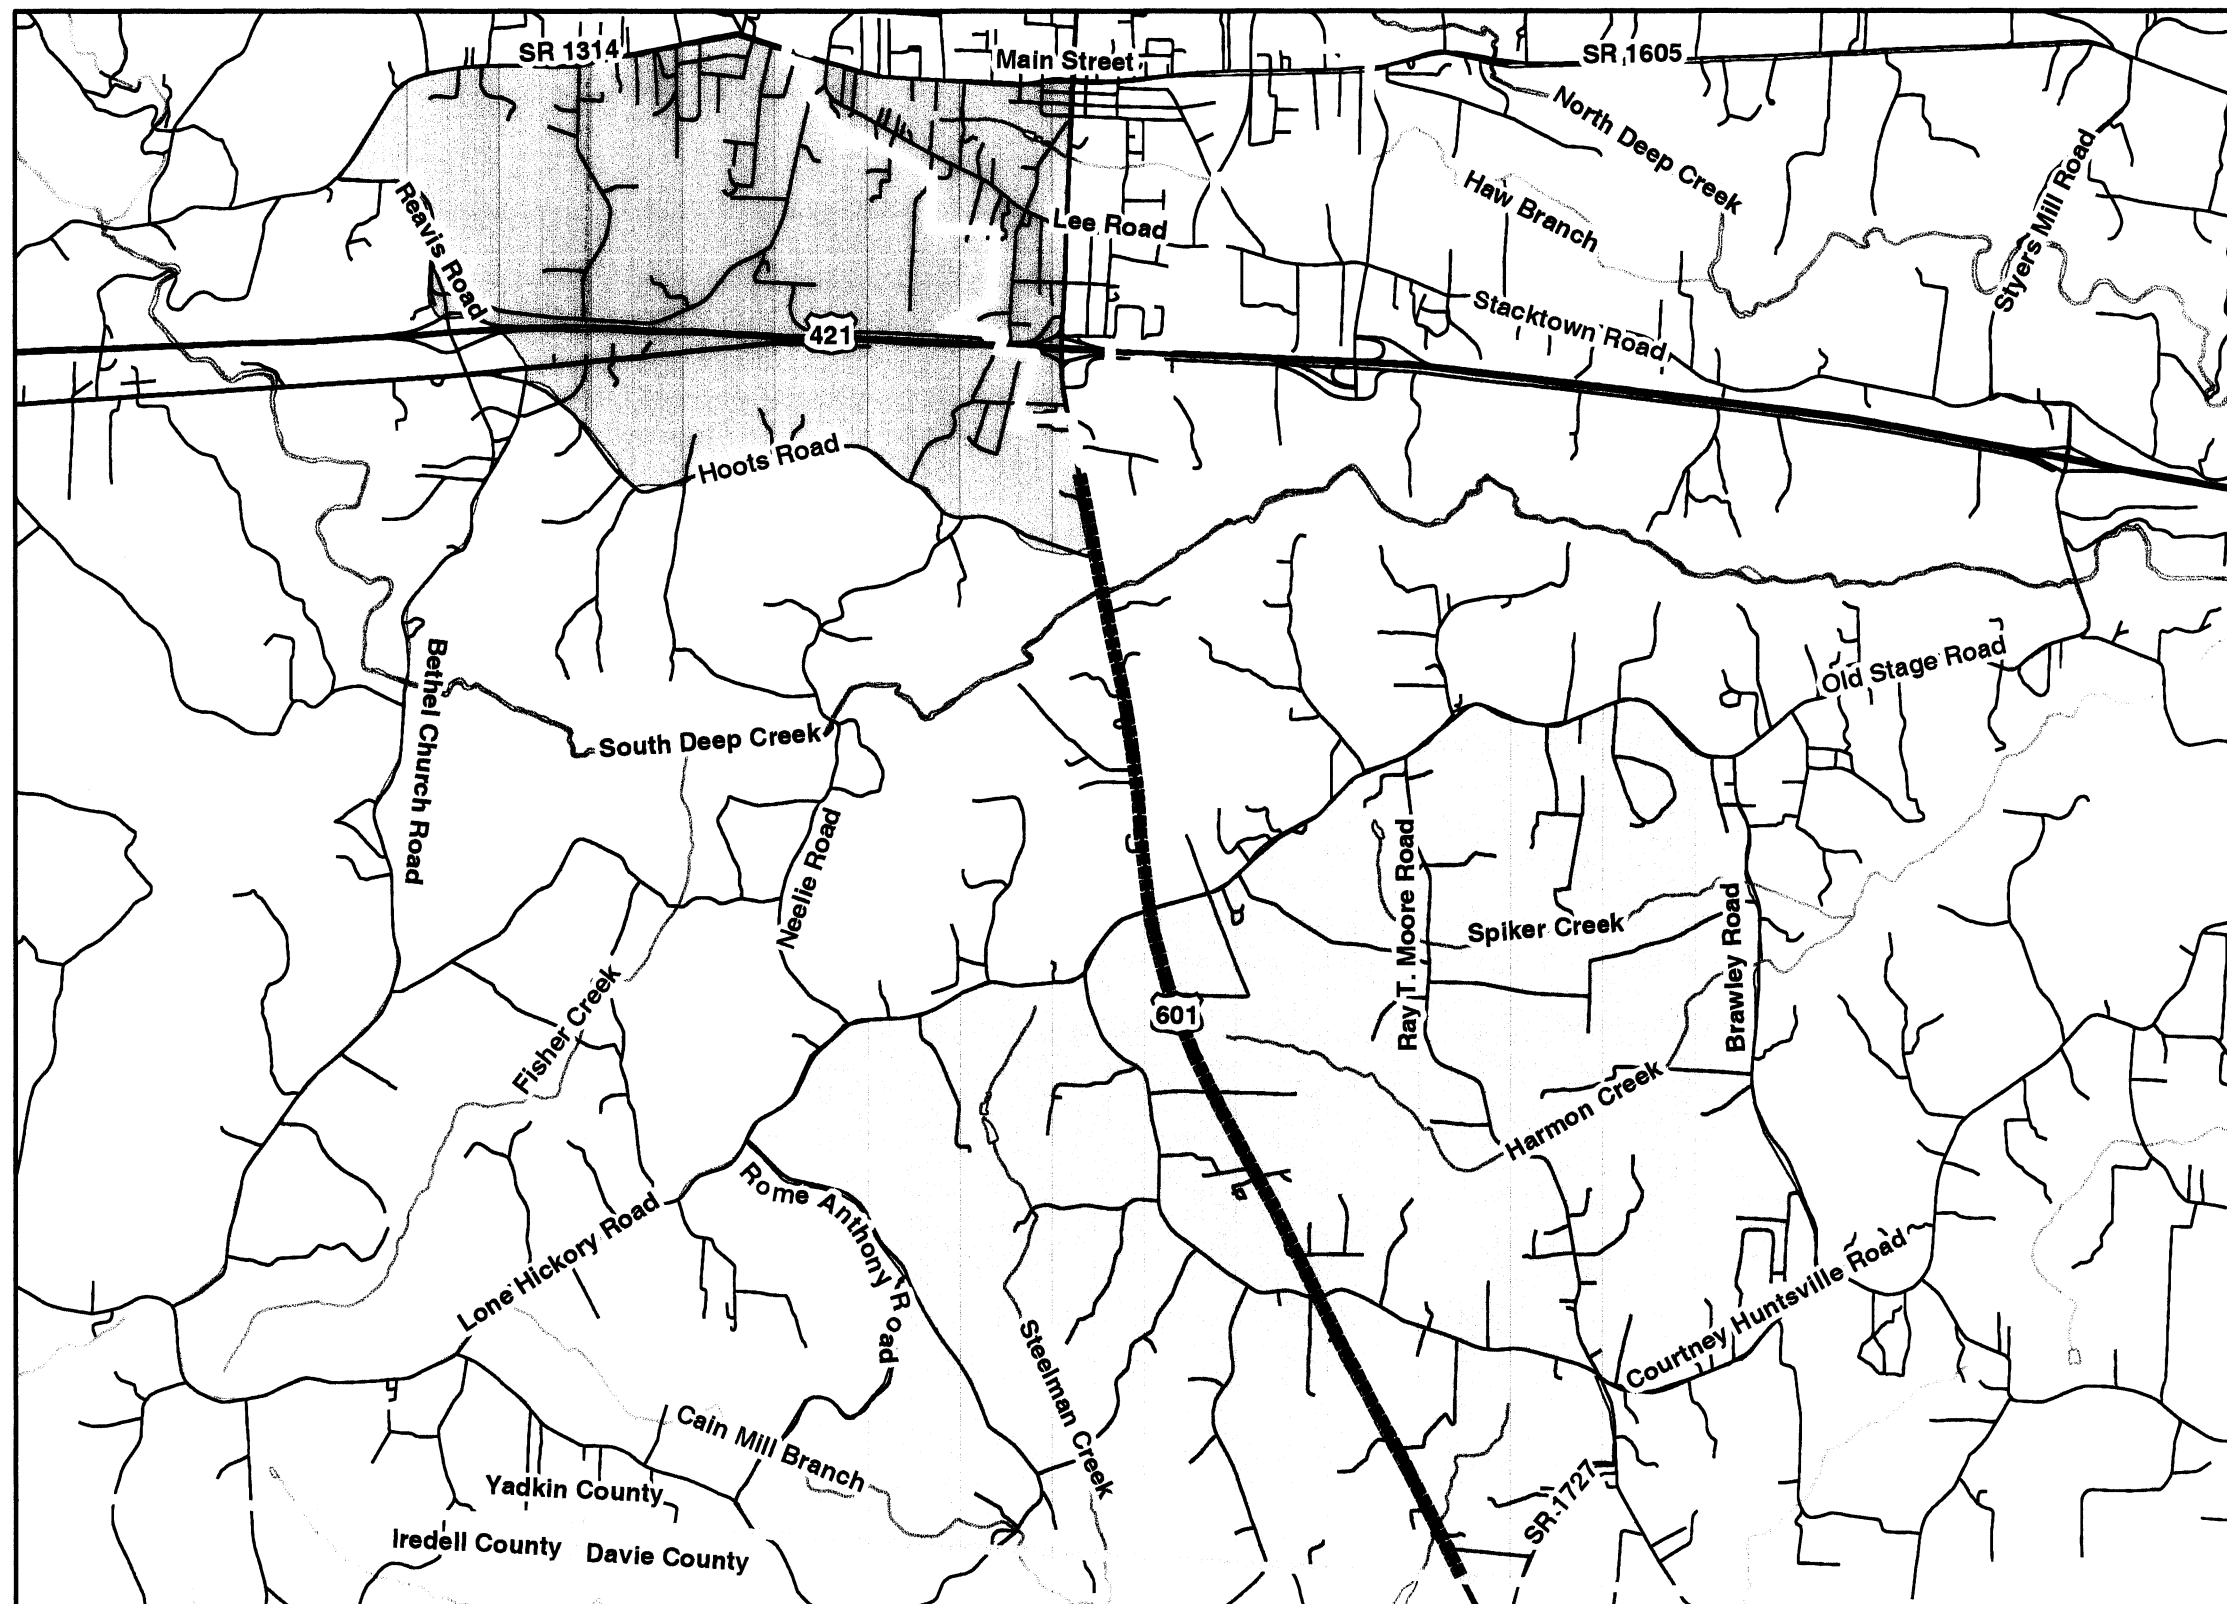 SR 1314
Main Street
SR 1605
North Deep Creek
Haw Branch
Styers Mill Road
Reavis Road
Lee Road
421
Stacktown Road
Hoots Road
Bethel Church Road
South Deep Creek
Old Stage Road
Neelie Road
Ray T. Moore Road
Spiker Creek
Brawley Road
Fisher Creek
601
Harmon Creek
Rome Anthony Road
Lone Hickory Road
Courtney Huntsville Road
Steelman Creek
Cain Mill Branch
Yadkin County
SR 1727
Iredell County
Davie County